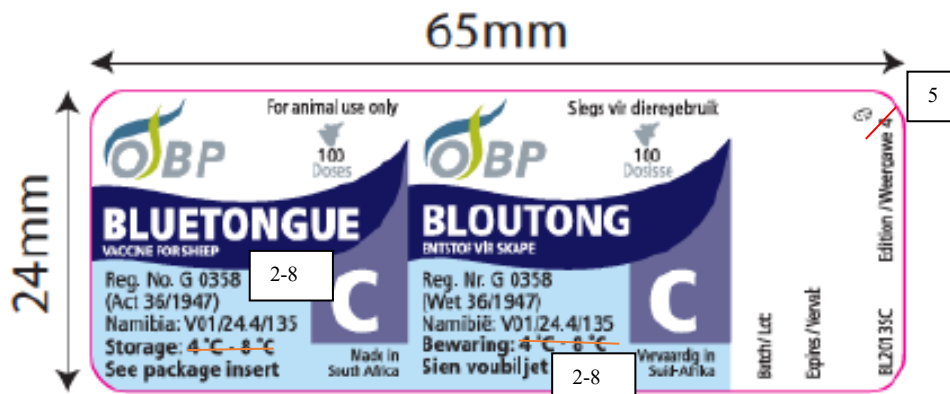 65mm
24mm
5
OBP
For animal use only
100
Doses
BLUETONGUE
VACCINE FOR SHEEP
Reg. No. G 0358
(Act 36/1947)
Namibia: V01/24.4/135
Storage: 4 °C - 8 °C
See package insert
2-8
C
Made in
South Africa
OBP
Slegs vir dieregebruik
100
Dosisse
BLOUTONG
ENTSTOF VIR SKAPE
Reg. Nr. G 0358
(Wet 36/1947)
Namibië: V01/24.4/135
Bewaring: 4 °C - 8 °C
Sien voubiljet
2-8
C
Vervaardig in
Suid-Afrika
Batch / Lot:
Expires / Verval:
Edition / Weergawe 4
BL2013SC